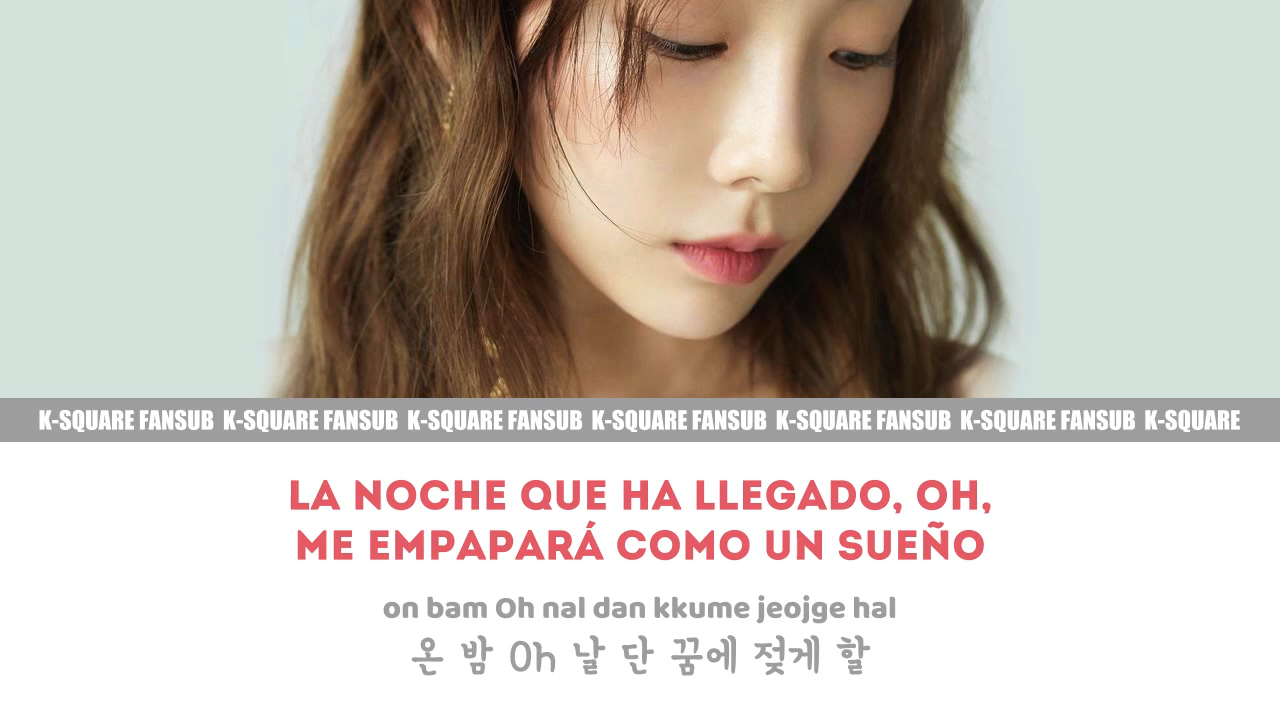 K-SQUARE FANSUB K-SQUARE FANSUB K-SQUARE FANSUB K-SQUARE FANSUB K-SQUARE FANSUB K-SQUARE FANSUB K-SQUARE
LA NOCHE QUE HA LLEGADO, OH,
ME EMPAPARÁ COMO UN SUEÑO
on bam Oh nal dan kkume jeojge hal
온 밤 Oh 날 단 꿈에 젖게 할